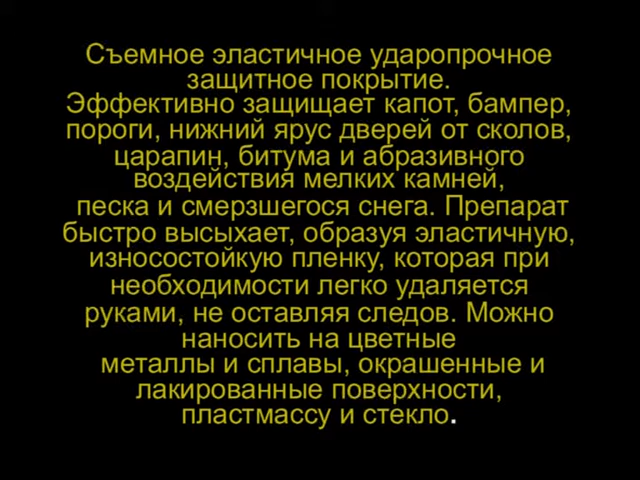 Съемное эластичное ударопрочное
защитное покрытие.
Эффективно защищает капот, бампер,
пороги, нижний ярус дверей от сколов,
царапин, битума и абразивного
воздействия мелких камней,
песка и смерзшегося снега. Препарат
быстро высыхает, образуя эластичную,
износостойкую пленку, которая при
необходимости легко удаляется
руками, не оставляя следов. Можно
наносить на цветные
металлы и сплавы, окрашенные и
лакированные поверхности,
пластмассу и стекло.